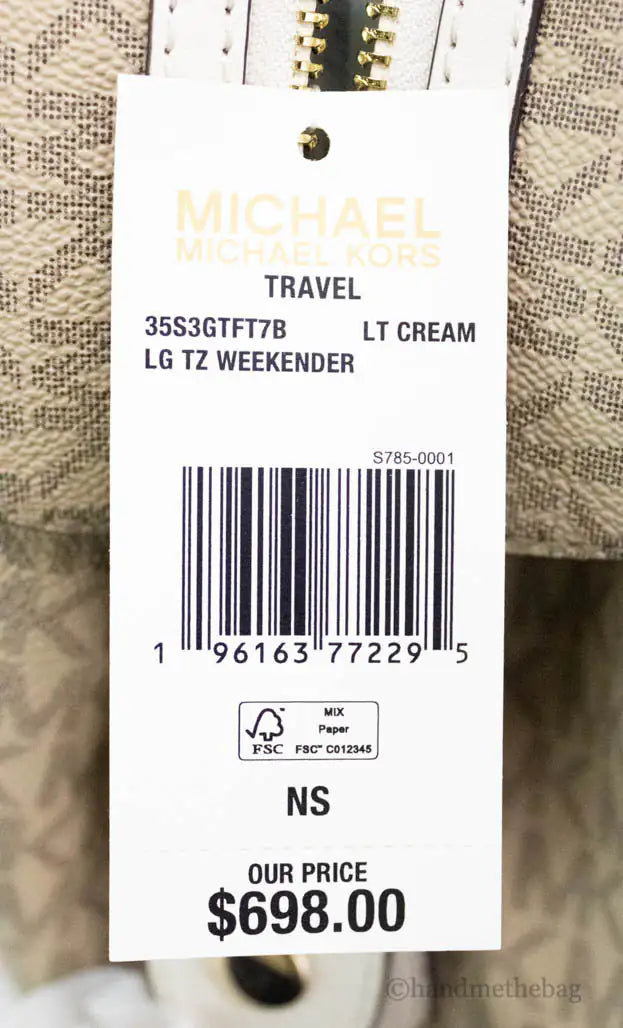 MICHAEL
MICHAEL KORS
TRAVEL
35S3GTFT7B LT CREAM
LG TZ WEEKENDER
S785-0001
1 96163 77229 5
MIX
Paper
FSC FSC™ C012345
NS
OUR PRICE
$698.00
©handmethebag